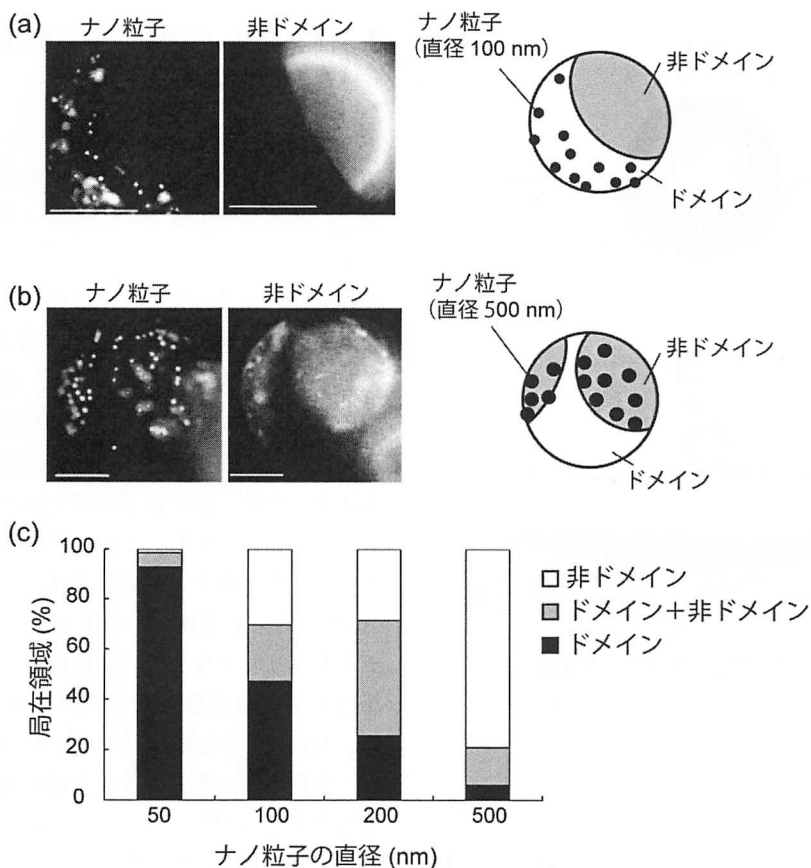 (a)
ナノ粒子
非ドメイン
ナノ粒子
(直径 100 nm)
非ドメイン
ドメイン
(b)
ナノ粒子
非ドメイン
ナノ粒子
(直径 500 nm)
非ドメイン
ドメイン
(c)
局在領域 (%)
100
80
60
40
20
0
50
100
200
500
ナノ粒子の直径 (nm)
非ドメイン
ドメイン+非ドメイン
ドメイン